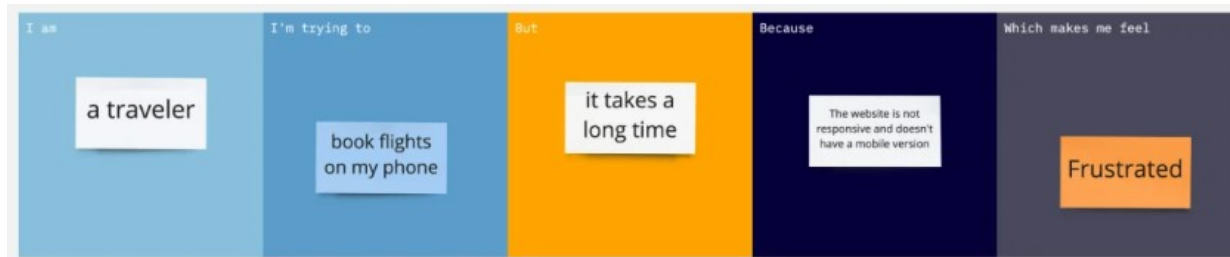 I am
a traveler
I'm trying to
book flights
on my phone
But
it takes a
long time
Because
The website is not
responsive and doesn't
have a mobile version
Which makes me feel
Frustrated